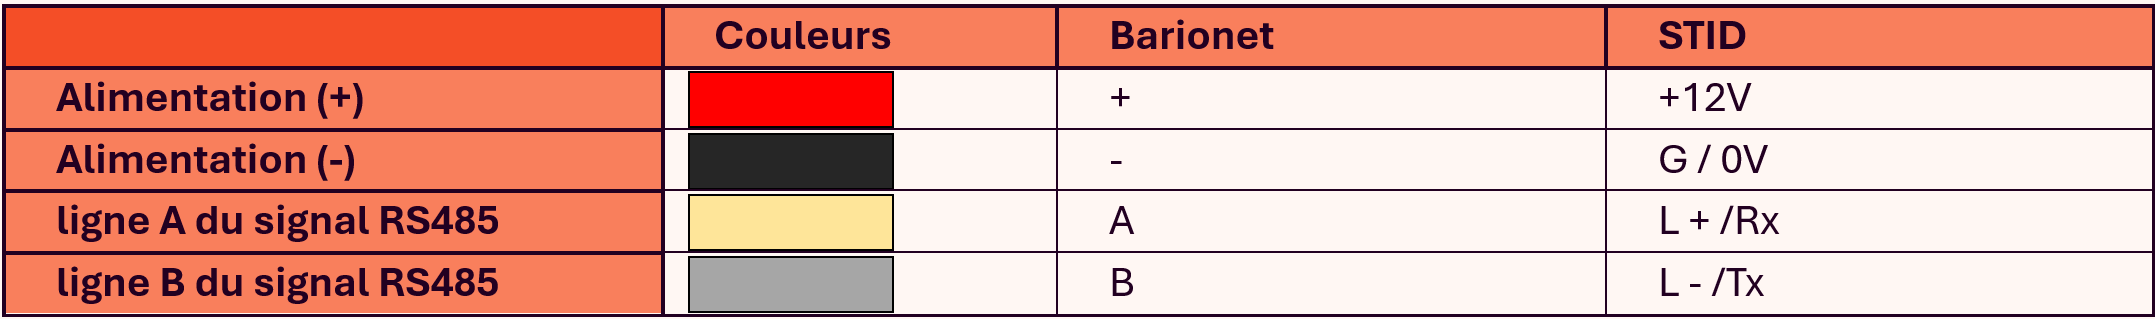 Couleurs Barionet STID
Alimentation (+) + +12V
Alimentation (-) - G / 0V
ligne A du signal RS485 A L + /Rx
ligne B du signal RS485 B L - /Tx